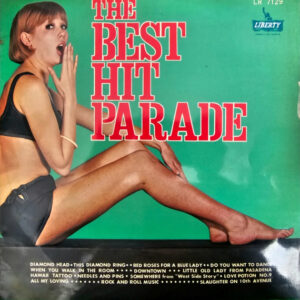 THE
LR 7129
BEST
LIBERTY
HIT
PARADE
DIAMOND HEAD • THIS DIAMOND RING • • RED ROSES FOR A BLUE LADY • • DO YOU WANT TO DANCE
WHEN YOU WALK IN THE ROOM • • • • DOWNTOWN • • • LITTLE OLD LADY FROM PASADENA
HAWAII TATTOO • NEEDLES AND PINS • SOMEWHERE from "West Side Story" • LOVE POTION NO. 9
ALL MY LOVING • • • • • • ROCK AND ROLL MUSIC • • • • • • SLAUGHTER ON 10th AVENUE